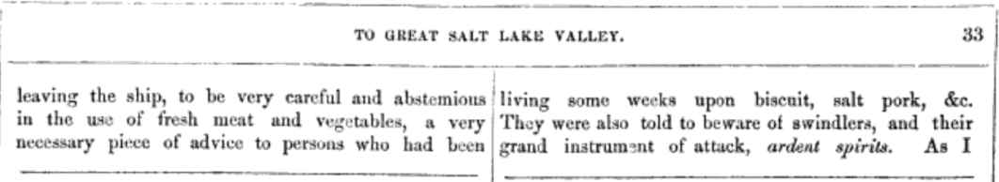 TO GREAT SALT LAKE VALLEY. 33
leaving the ship, to be very careful and abstemious
in the use of fresh meat and vegetables, a very
necessary piece of advice to persons who had been
living some weeks upon biscuit, salt pork, &c.
They were also told to beware of swindlers, and their
grand instrument of attack, ardent spirits. As I